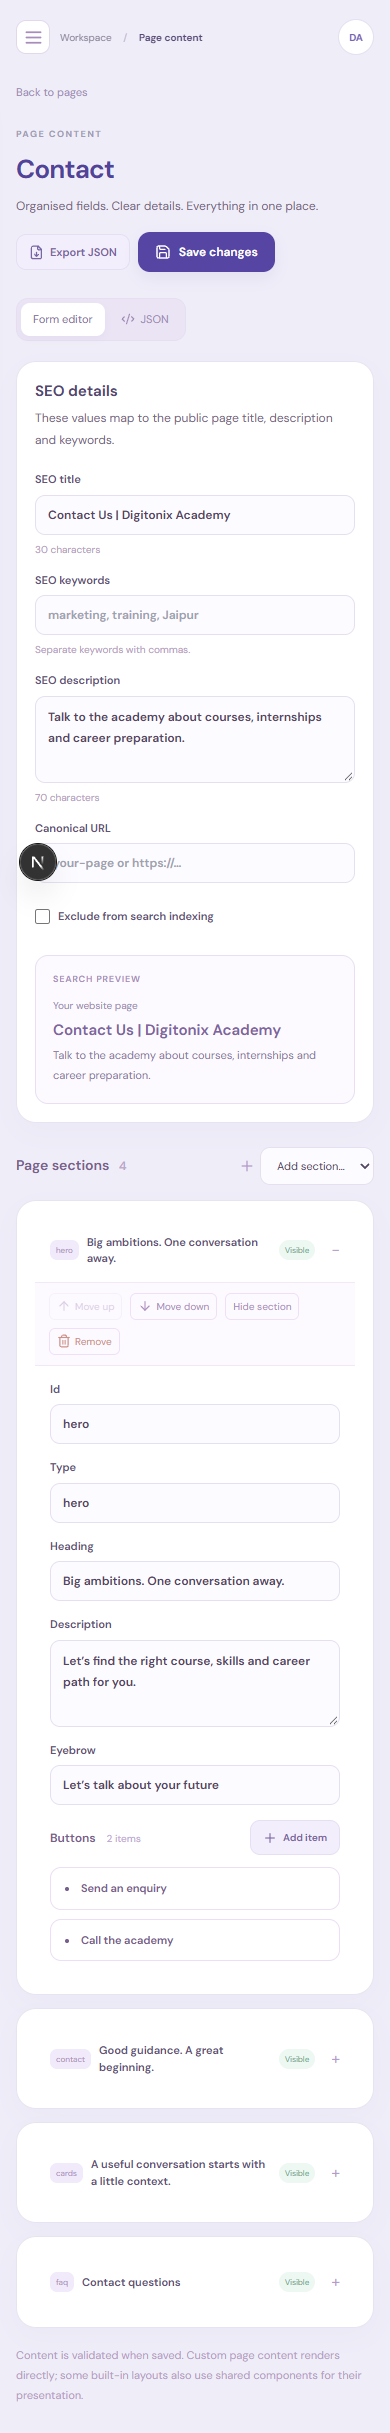 Workspace / Page content
DA
Back to pages
PAGE CONTENT
Contact
Organised fields. Clear details. Everything in one place.
Export JSON
Save changes
Form editor
</> JSON
SEO details
These values map to the public page title, description
and keywords.
SEO title
Contact Us | Digitonix Academy
30 characters
SEO keywords
marketing, training, Jaipur
Separate keywords with commas.
SEO description
Talk to the academy about courses, internships
and career preparation.
70 characters
Canonical URL
N
your-page or https://...
Exclude from search indexing
SEARCH PREVIEW
Your website page
Contact Us | Digitonix Academy
Talk to the academy about courses, internships and
career preparation.
Page sections 4
+ Add section...
hero
Big ambitions. One conversation
away.
Visible −
Move up
Move down
Hide section
Remove
Id
hero
Type
hero
Heading
Big ambitions. One conversation away.
Description
Let’s find the right course, skills and career
path for you.
Eyebrow
Let’s talk about your future
Buttons 2 items
+ Add item
• Send an enquiry
• Call the academy
contact
Good guidance. A great
beginning.
Visible +
cards
A useful conversation starts with
a little context.
Visible +
faq
Contact questions
Visible +
Content is validated when saved. Custom page content renders
directly; some built-in layouts also use shared components for their
presentation.